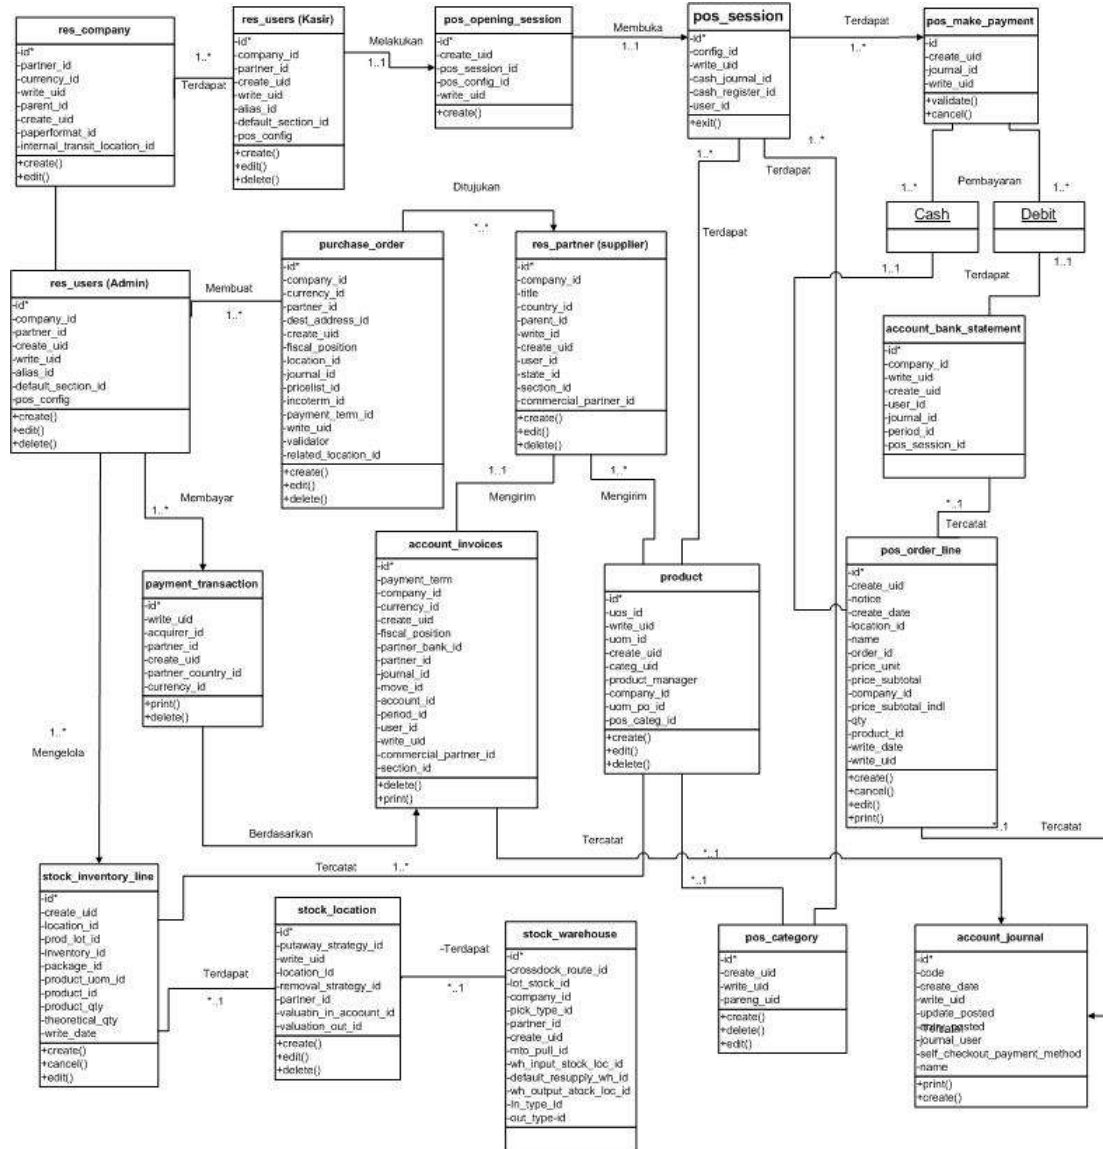 res_company
-id*
-partner_id
-currency_id
-write_uid
-parent_id
-create_uid
-paperformat_id
-internal_transit_location_id
+create()
+edit()
1..*
Terdapat
res_users (Kasir)
-id*
-company_id
-partner_id
-create_uid
-write_uid
-alias_id
-default_section_id
-pos_config
+create()
+edit()
+delete()
Melakukan
1..1
pos_opening_session
-id*
-create_uid
-pos_session_id
-pos_config_id
-write_uid
+create()
Membuka
1..1
pos_session
-id*
-config_id
-write_uid
-cash_journal_id
-cash_register_id
-user_id
+exit()
Terdapat
1..*
pos_make_payment
-id
-create_uid
-journal_id
-write_uid
+validate()
+cancel()
1..*
Terdapat
1..*
Terdapat
1..*
Pembayaran
1..*
Cash
Debit
1..1
Terdapat
1..1
res_users (Admin)
-id*
-company_id
-partner_id
-create_uid
-write_uid
-alias_id
-default_section_id
-pos_config
+create()
+edit()
+delete()
Membuat
1..*
Ditujukan
*..*
purchase_order
-id*
-company_id
-currency_id
-partner_id
-dest_address_id
-create_uid
-fiscal_position
-location_id
-journal_id
-pricelist_id
-incoterm_id
-payment_term_id
-write_uid
-validator
-related_location_id
+create()
+edit()
+delete()
res_partner (supplier)
-id*
-company_id
-title
-country_id
-parent_id
-write_id
-create_uid
-user_id
-state_id
-section_id
-commercial_partner_id
+create()
+edit()
+delete()
1..1
Mengirim
1..*
Mengirim
account_bank_statement
-id*
-company_id
-write_uid
-create_uid
-user_id
-journal_id
-period_id
-pos_session_id
*..1
Tercatat
Membayar
1..*
payment_transaction
-id*
-write_uid
-acquirer_id
-partner_id
-create_uid
-partner_country_id
-currency_id
+print()
+delete()
Berdasarkan
account_invoices
-id*
-payment_term
-company_id
-currency_id
-create_uid
-fiscal_position
-partner_bank_id
-partner_id
-journal_id
-move_id
-account_id
-period_id
-user_id
-write_uid
-commercial_partner_id
-section_id
+delete()
+print()
product
-id*
-uos_id
-write_uid
-uom_id
-create_uid
-categ_uid
-product_manager
-company_id
-uom_po_id
-pos_categ_id
+create()
+edit()
+delete()
pos_order_line
-id*
-create_uid
-notice
-create_date
-location_id
-name
-order_id
-price_unit
-price_subtotal
-company_id
-price_subtotal_indl
-qty
-product_id
-write_date
-write_uid
+create()
+cancel()
+edit()
+print()
*..1
Tercatat
1..*
Mengelola
Tercatat
1..*
Tercatat
*..1
*..1
stock_inventory_line
-id*
-create_uid
-location_id
-prod_lot_id
-inventory_id
-package_id
-product_uom_id
-product_id
-product_qty
-theoretical_qty
-write_date
+create()
+cancel()
+edit()
Terdapat
*..1
stock_location
-id*
-putaway_strategy_id
-write_uid
-location_id
-removal_strategy_id
-partner_id
-valuatin_in_acoount_id
-valuation_out_id
+create()
+edit()
+delete()
-Terdapat
*..1
stock_warehouse
-id*
-crossdock_route_id
-lot_stock_id
-company_id
-pick_type_id
-partner_id
-create_uid
-mto_pull_id
-wh_input_stock_loc_id
-default_resupply_wh_id
-wh_output_atock_loc_id
-in_type_id
-out_type-id
pos_category
-id*
-create_uid
-write_uid
-pareng_uid
+create()
+delete()
+edit()
account_journal
-id*
-code
-create_date
-write_uid
-update_posted
Tercatat
-journal_user
-self_checkout_payment_method
-name
+print()
+create()